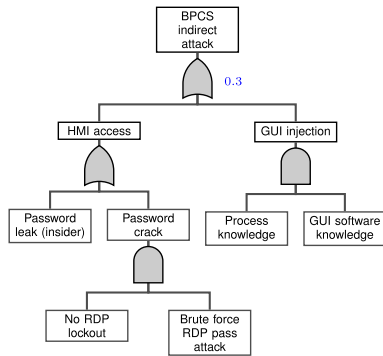 BPCS
indirect
attack
0.3
HMI access
GUI injection
Password
leak (insider)
Password
crack
Process
knowledge
GUI software
knowledge
No RDP
lockout
Brute force
RDP pass
attack